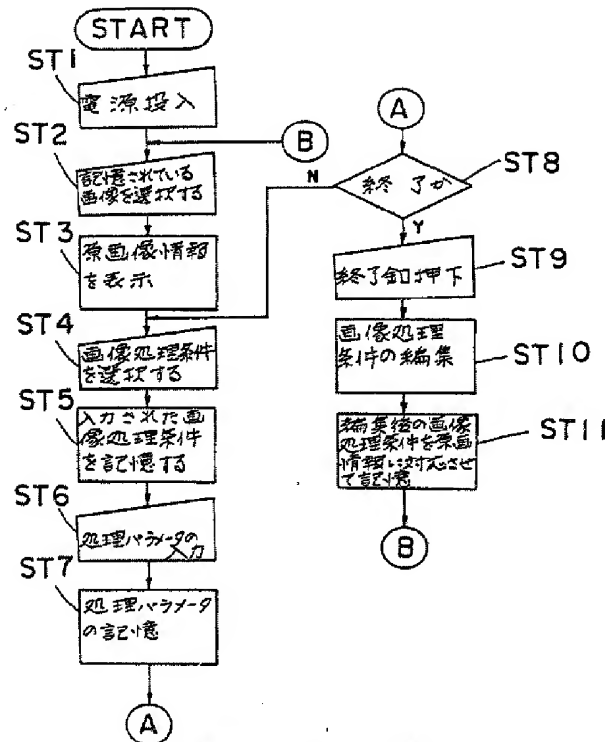 START
ST1
電源投入
B
ST2
記憶されている
画像を選択する
ST3
原画像情報
を表示
ST4
画像処理条件
を選択する
ST5
入力された画
像処理条件
を記憶する
ST6
処理パラメータの
入力
ST7
処理パラメータ
の記憶
A
A
ST8
終了か
N
Y
ST9
終了釦押下
ST10
画像処理
条件の編集
ST11
編集後の画像
処理条件を原画
情報に対応させ
て記憶
B